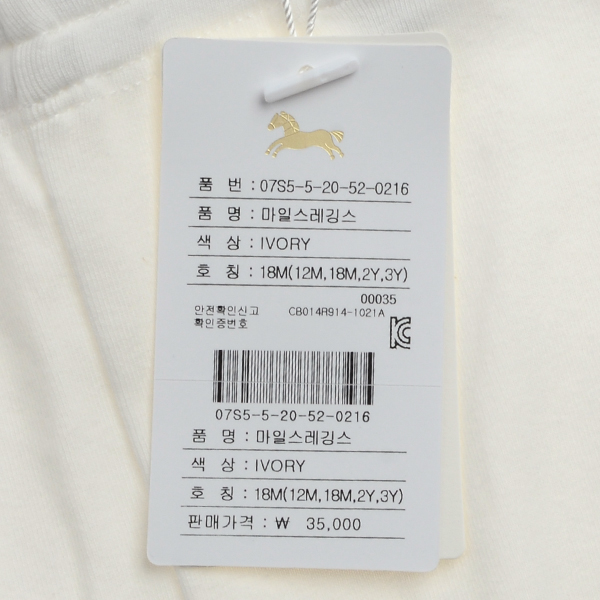 품 번 : 07S5-5-20-52-0216
품 명 : 마일스레깅스
색 상 : IVORY
호 칭 : 18M(12M,18M,2Y,3Y)
00035
안전확인신고 CB014R914-1021A
확인증번호
07S5-5-20-52-0216
품 명 : 마일스레깅스
색 상 : IVORY
호 칭 : 18M(12M,18M,2Y,3Y)
판매가격 : ₩ 35,000